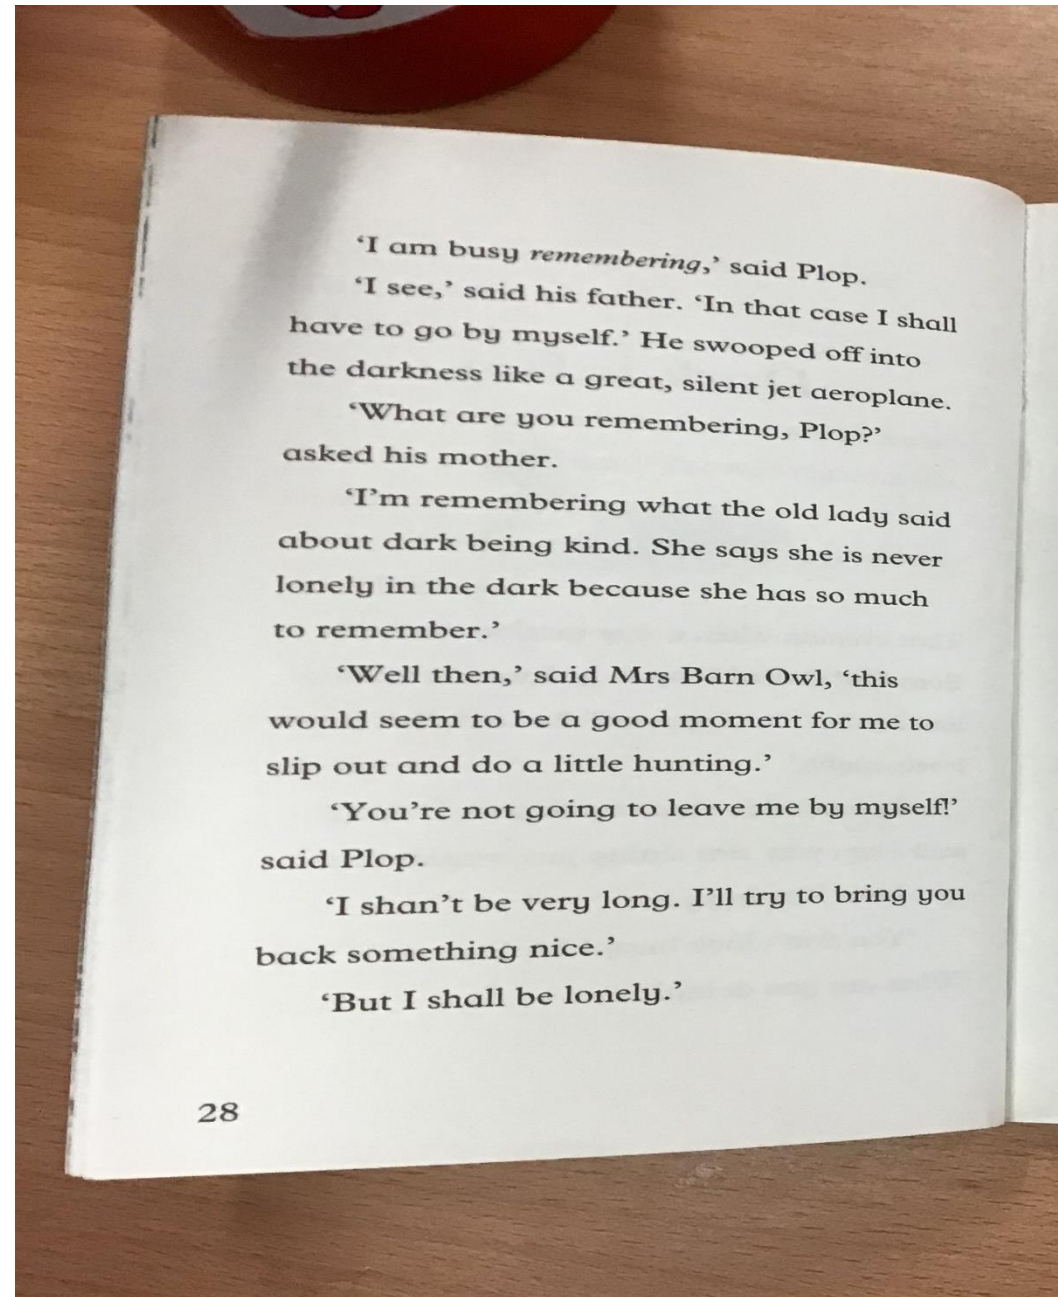 ‘I am busy remembering,’ said Plop.
‘I see,’ said his father. ‘In that case I shall
have to go by myself.’ He swooped off into
the darkness like a great, silent jet aeroplane.
‘What are you remembering, Plop?’
asked his mother.
‘I’m remembering what the old lady said
about dark being kind. She says she is never
lonely in the dark because she has so much
to remember.’
‘Well then,’ said Mrs Barn Owl, ‘this
would seem to be a good moment for me to
slip out and do a little hunting.’
‘You’re not going to leave me by myself!’
said Plop.
‘I shan’t be very long. I’ll try to bring you
back something nice.’
‘But I shall be lonely.’
28